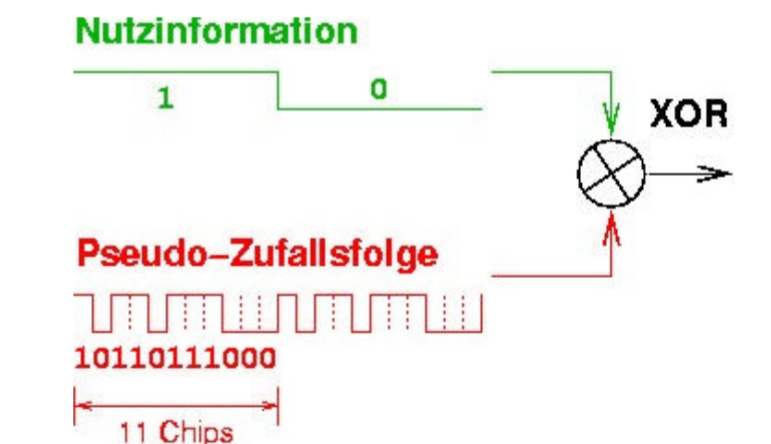 Nutzinformation
1
0
XOR
Pseudo-Zufallsfolge
10110111000
11 Chips